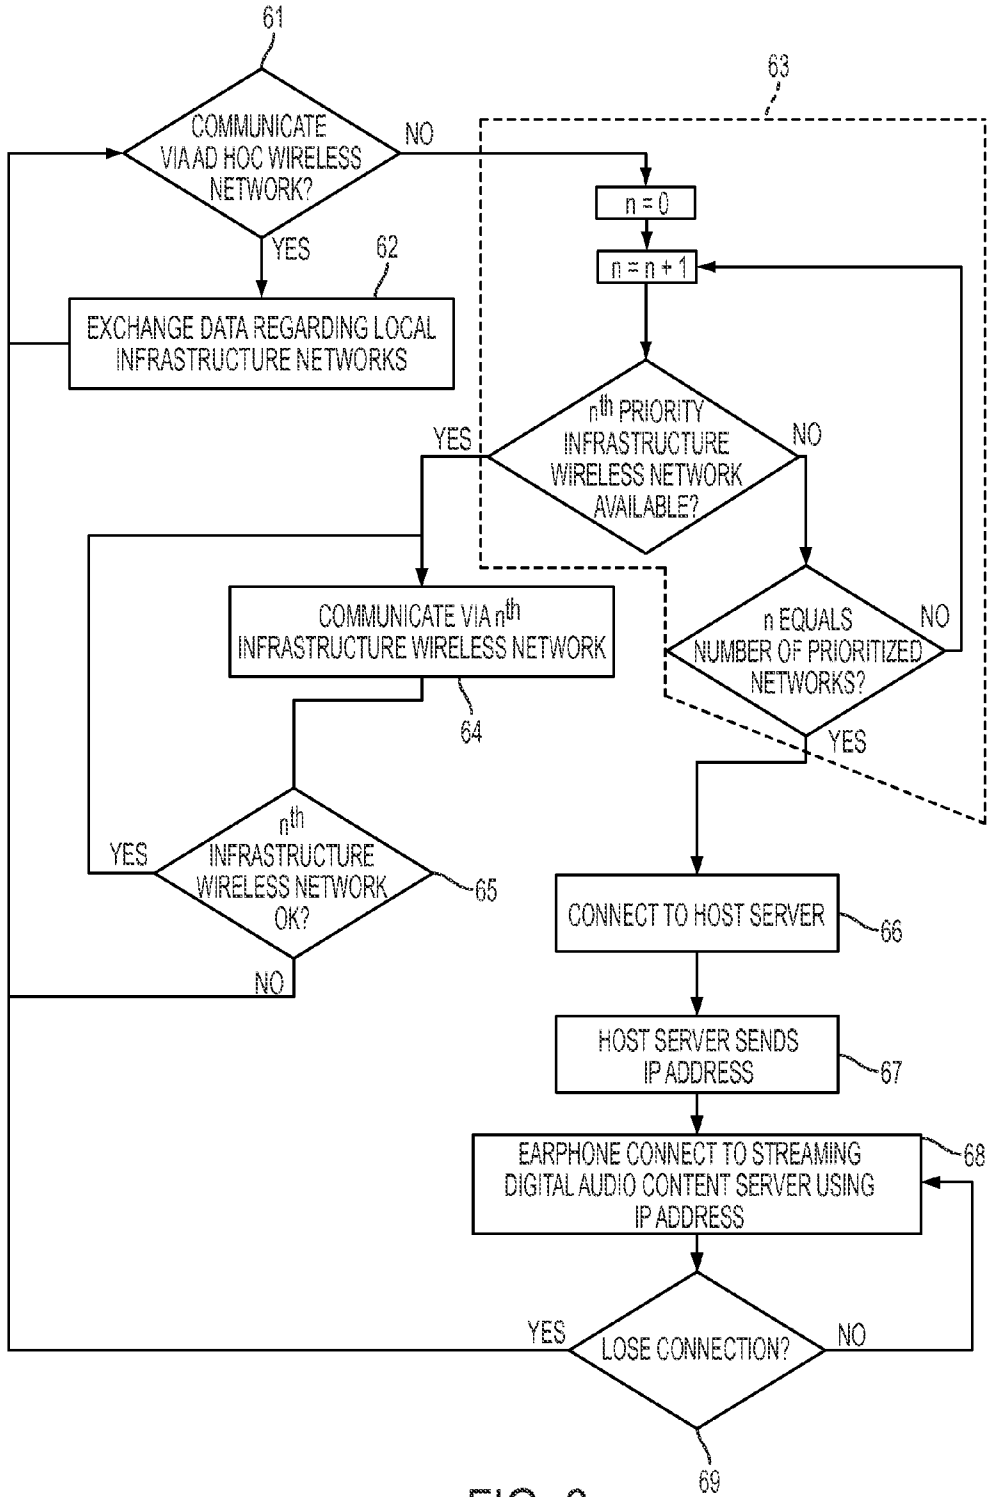 61
COMMUNICATE
VIA AD HOC WIRELESS
NETWORK?
NO
YES
62
EXCHANGE DATA REGARDING LOCAL
INFRASTRUCTURE NETWORKS
63
n = 0
n = n + 1
nth PRIORITY
INFRASTRUCTURE
WIRELESS NETWORK
AVAILABLE?
YES
NO
n EQUALS
NUMBER OF PRIORITIZED
NETWORKS?
NO
YES
COMMUNICATE VIA nth
INFRASTRUCTURE WIRELESS NETWORK
64
nth
INFRASTRUCTURE
WIRELESS NETWORK
OK?
YES
65
NO
CONNECT TO HOST SERVER
66
HOST SERVER SENDS
IP ADDRESS
67
EARPHONE CONNECT TO STREAMING
DIGITAL AUDIO CONTENT SERVER USING
IP ADDRESS
68
LOSE CONNECTION?
YES
NO
69
FIG.